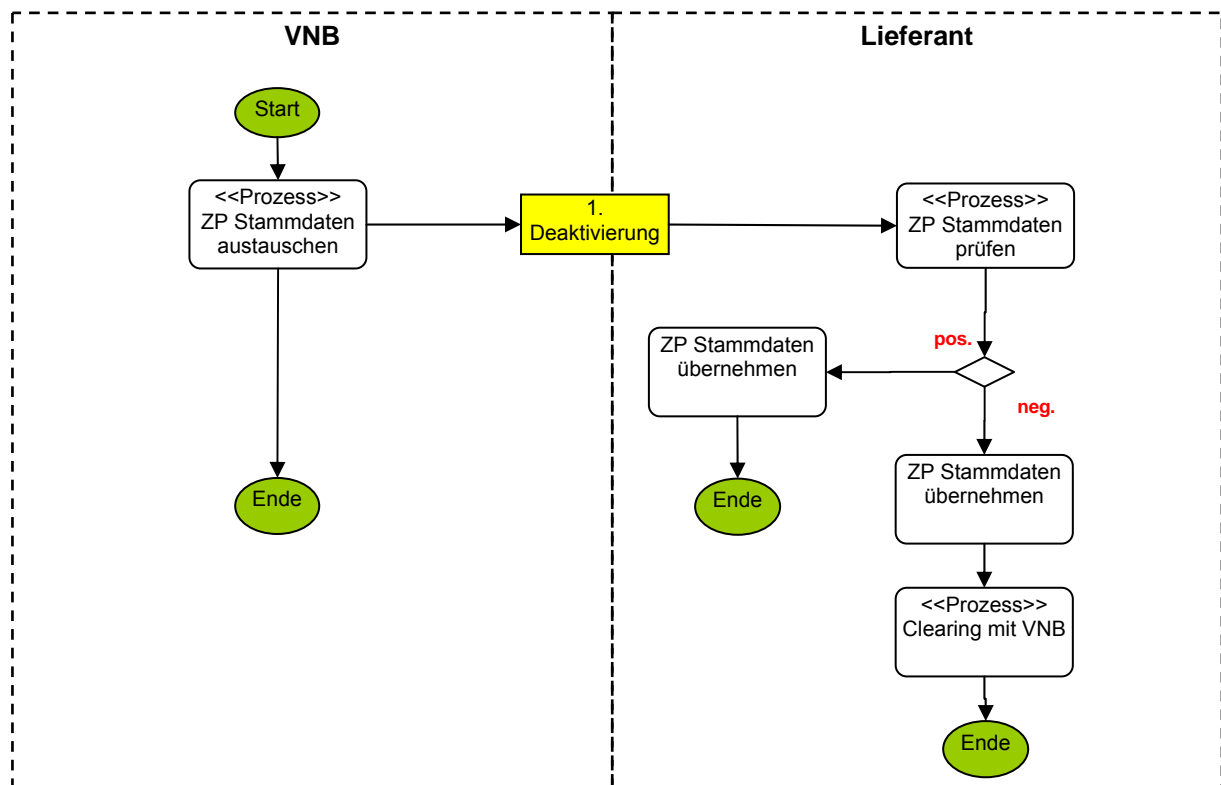 VNB
Lieferant
Start
<<Prozess>>
ZP Stammdaten
austauschen
1.
Deaktivierung
<<Prozess>>
ZP Stammdaten
prüfen
pos.
ZP Stammdaten
übernehmen
neg.
ZP Stammdaten
übernehmen
Ende
Ende
<<Prozess>>
Clearing mit VNB
Ende